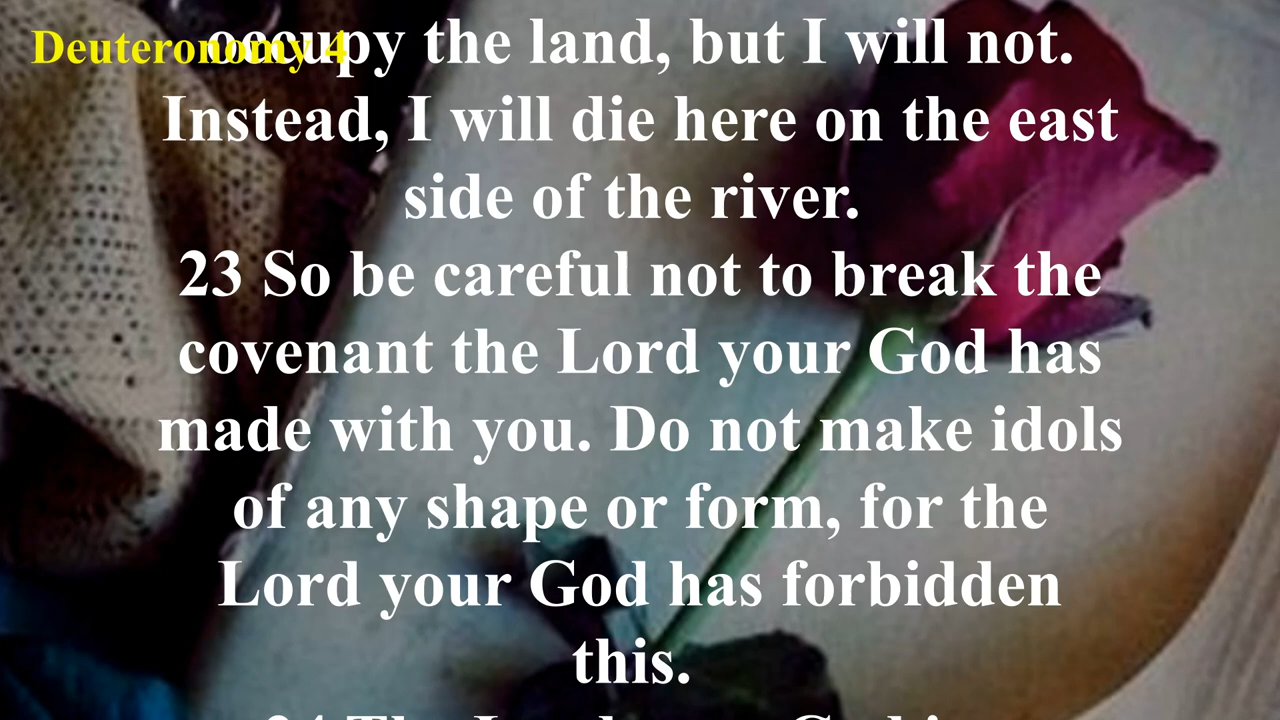 Deuteronomy 4
occupy the land, but I will not.
Instead, I will die here on the east
side of the river.
23 So be careful not to break the
covenant the Lord your God has
made with you. Do not make idols
of any shape or form, for the
Lord your God has forbidden
this.